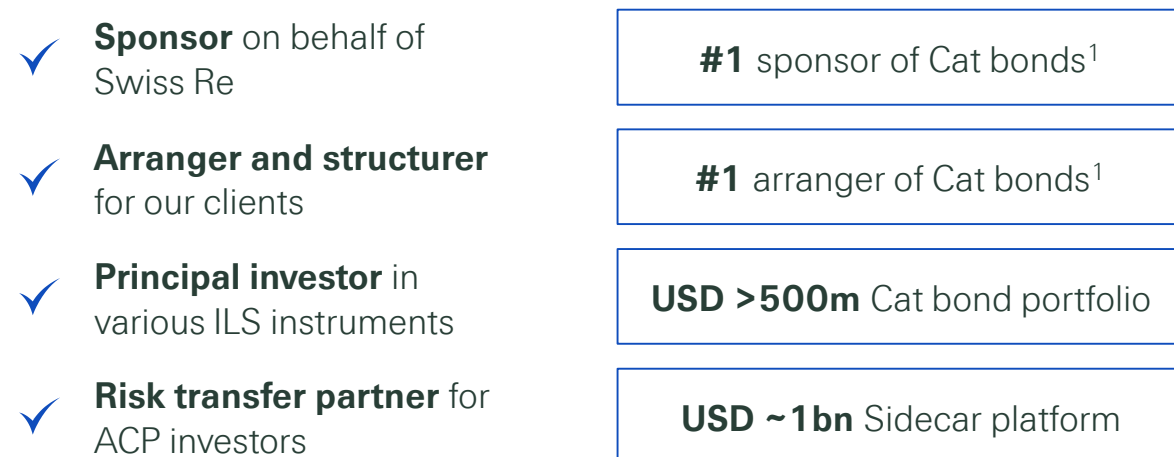 Sponsor on behalf of
Swiss Re
#1 sponsor of Cat bonds¹
Arranger and structurer
for our clients
#1 arranger of Cat bonds¹
Principal investor in
various ILS instruments
USD >500m Cat bond portfolio
Risk transfer partner for
ACP investors
USD ~1bn Sidecar platform